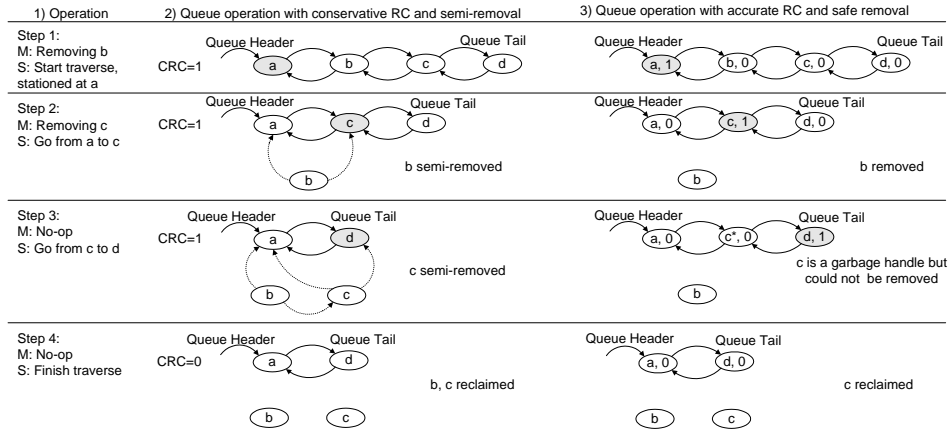 1) Operation
2) Queue operation with conservative RC and semi-removal
3) Queue operation with accurate RC and safe removal
Step 1:
M: Removing b
S: Start traverse,
stationed at a
CRC=1
Queue Header
Queue Tail
a
b
c
d
Queue Header
Queue Tail
a, 1
b, 0
c, 0
d, 0
Step 2:
M: Removing c
S: Go from a to c
CRC=1
Queue Header
Queue Tail
a
c
d
b
b semi-removed
Queue Header
Queue Tail
a, 0
c, 1
d, 0
b
b removed
Step 3:
M: No-op
S: Go from c to d
CRC=1
Queue Header
Queue Tail
a
d
b
c
c semi-removed
Queue Header
Queue Tail
a, 0
c*, 0
d, 1
b
c is a garbage handle but
could not be removed
Step 4:
M: No-op
S: Finish traverse
CRC=0
Queue Header
Queue Tail
a
d
b
c
b, c reclaimed
Queue Header
Queue Tail
a, 0
d, 0
b
c
c reclaimed